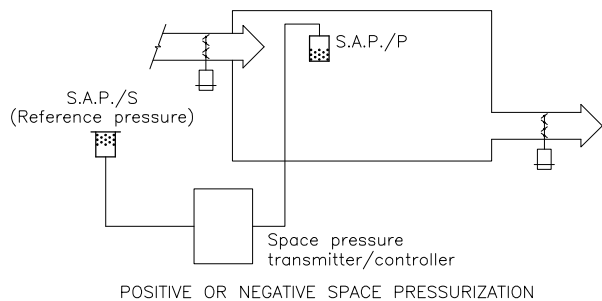 S.A.P./P
S.A.P./S
(Reference pressure)
Space pressure
transmitter/controller
POSITIVE OR NEGATIVE SPACE PRESSURIZATION